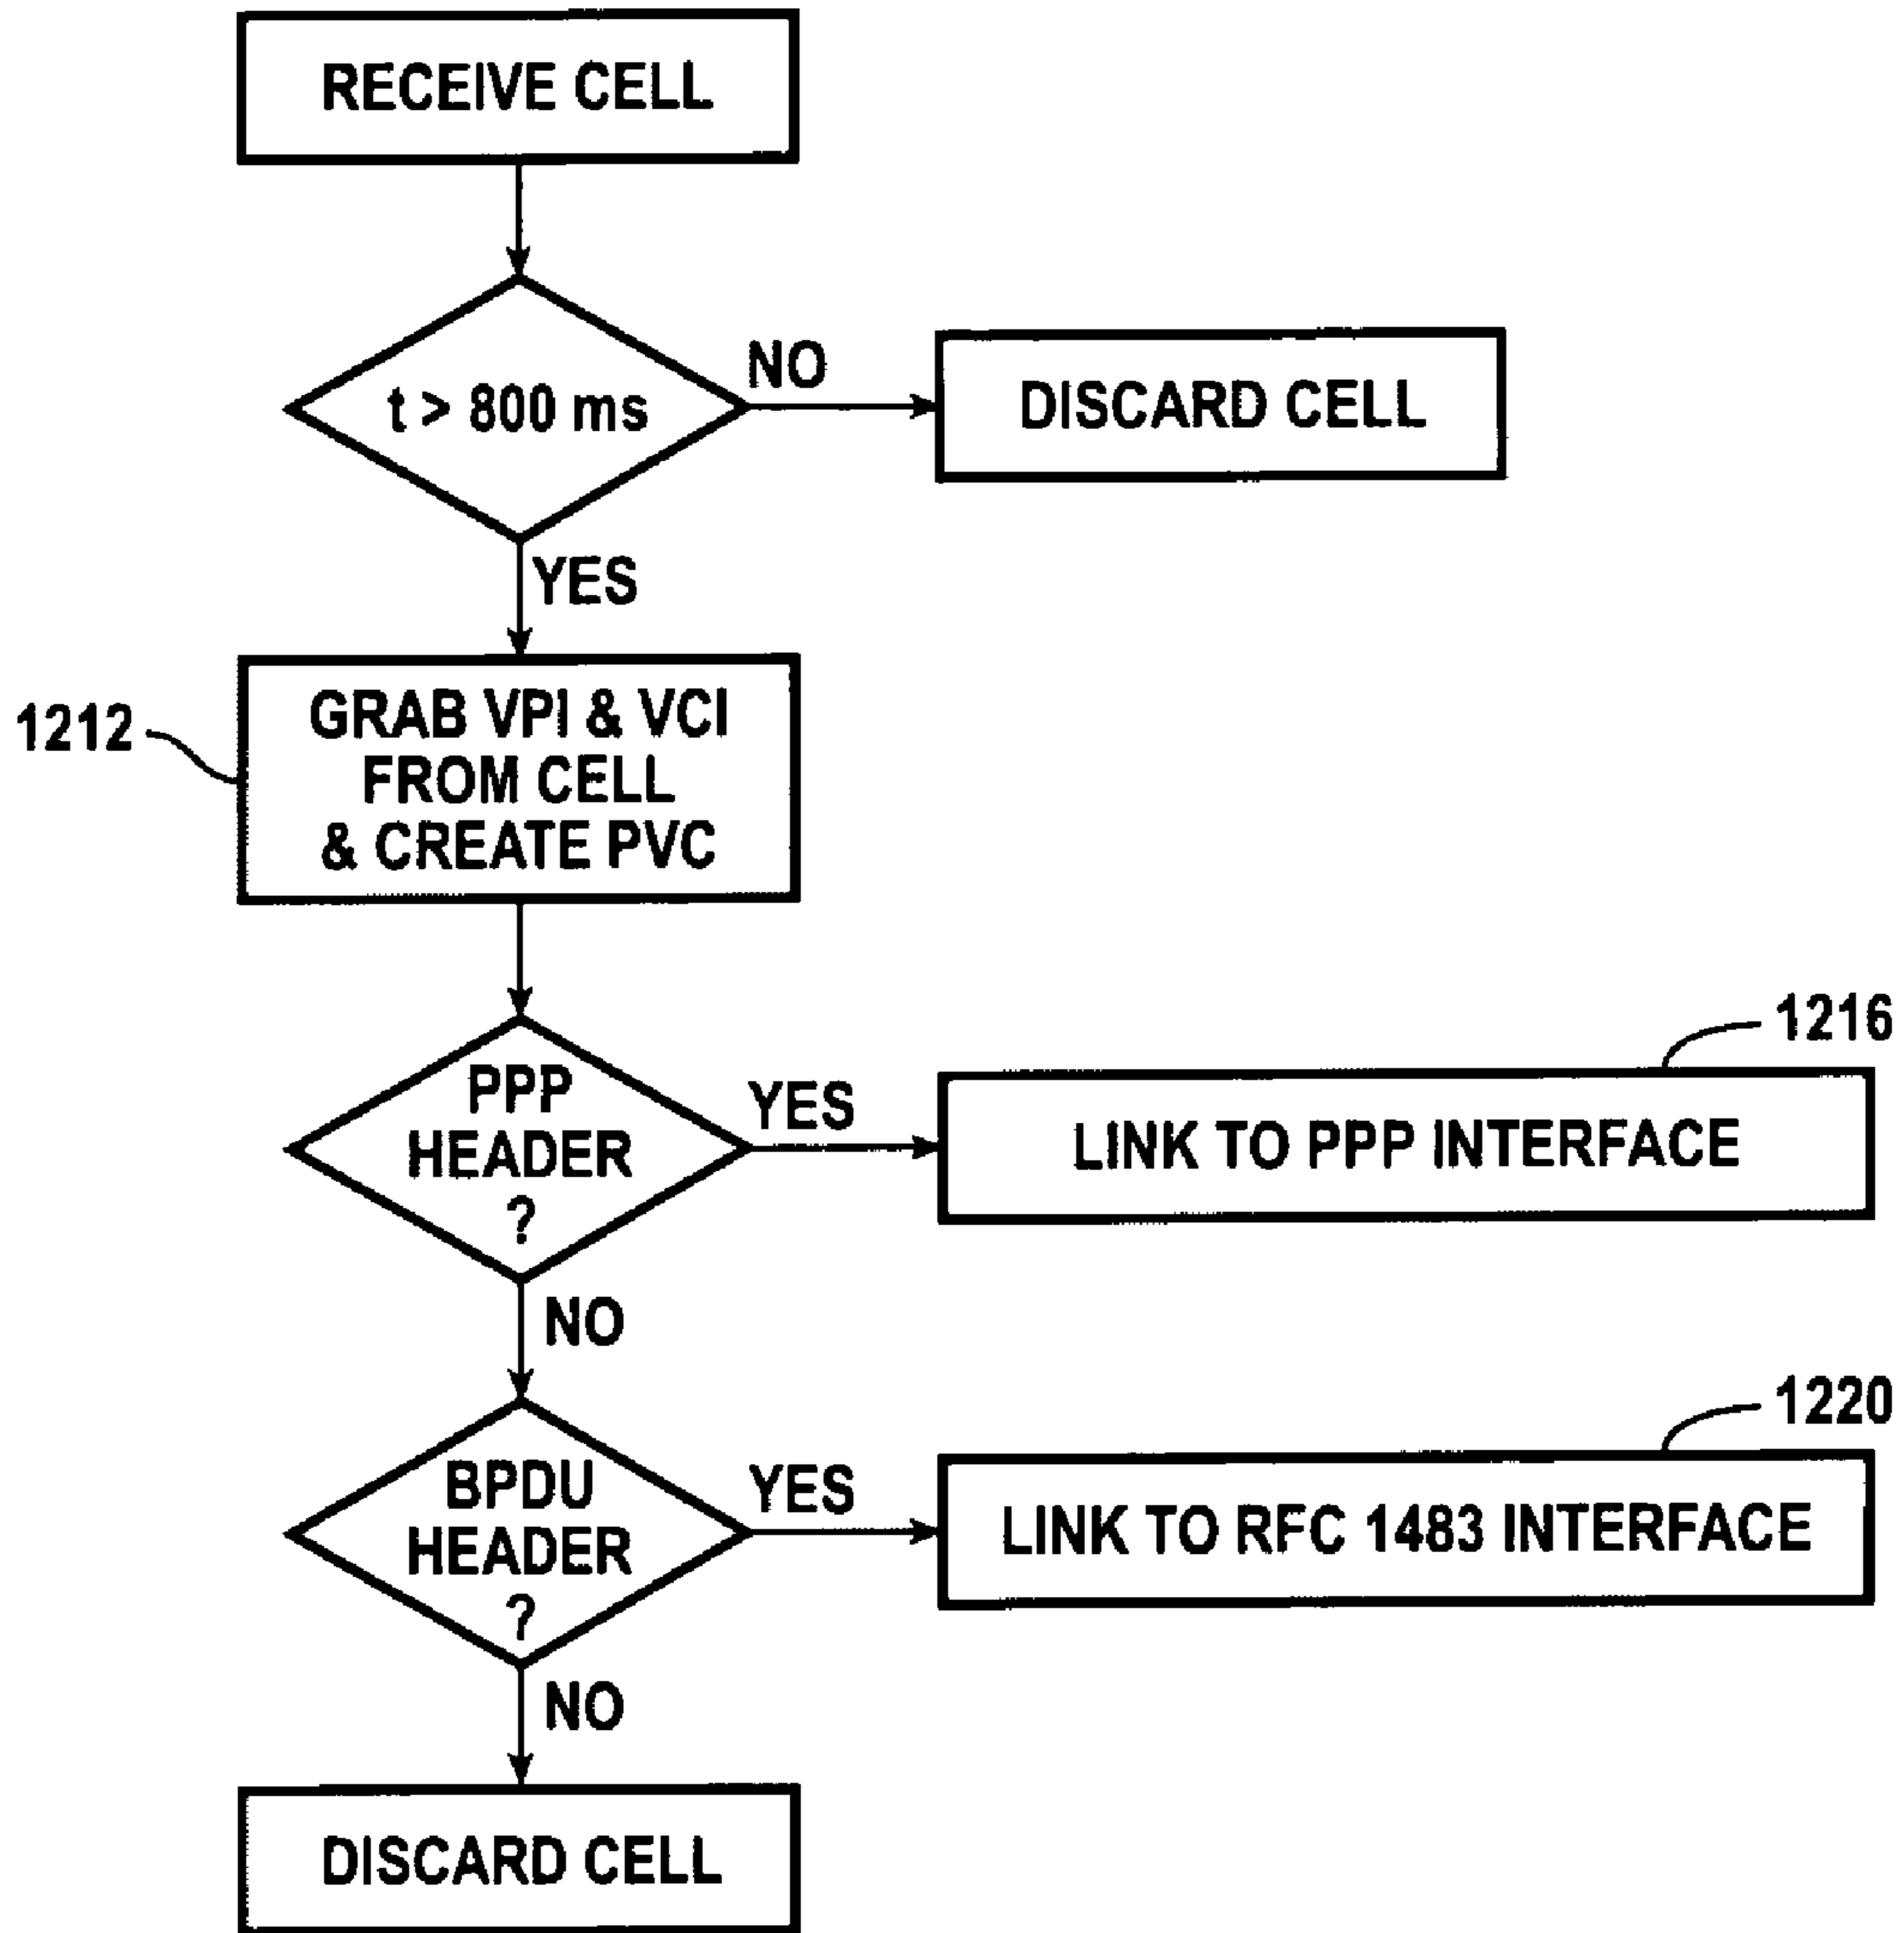 RECEIVE CELL
t > 800 ms
NO
DISCARD CELL
YES
1212
GRAB VPI & VCI
FROM CELL
& CREATE PVC
1216
PPP
HEADER
?
YES
LINK TO PPP INTERFACE
NO
1220
BPDU
HEADER
?
YES
LINK TO RFC 1483 INTERFACE
NO
DISCARD CELL